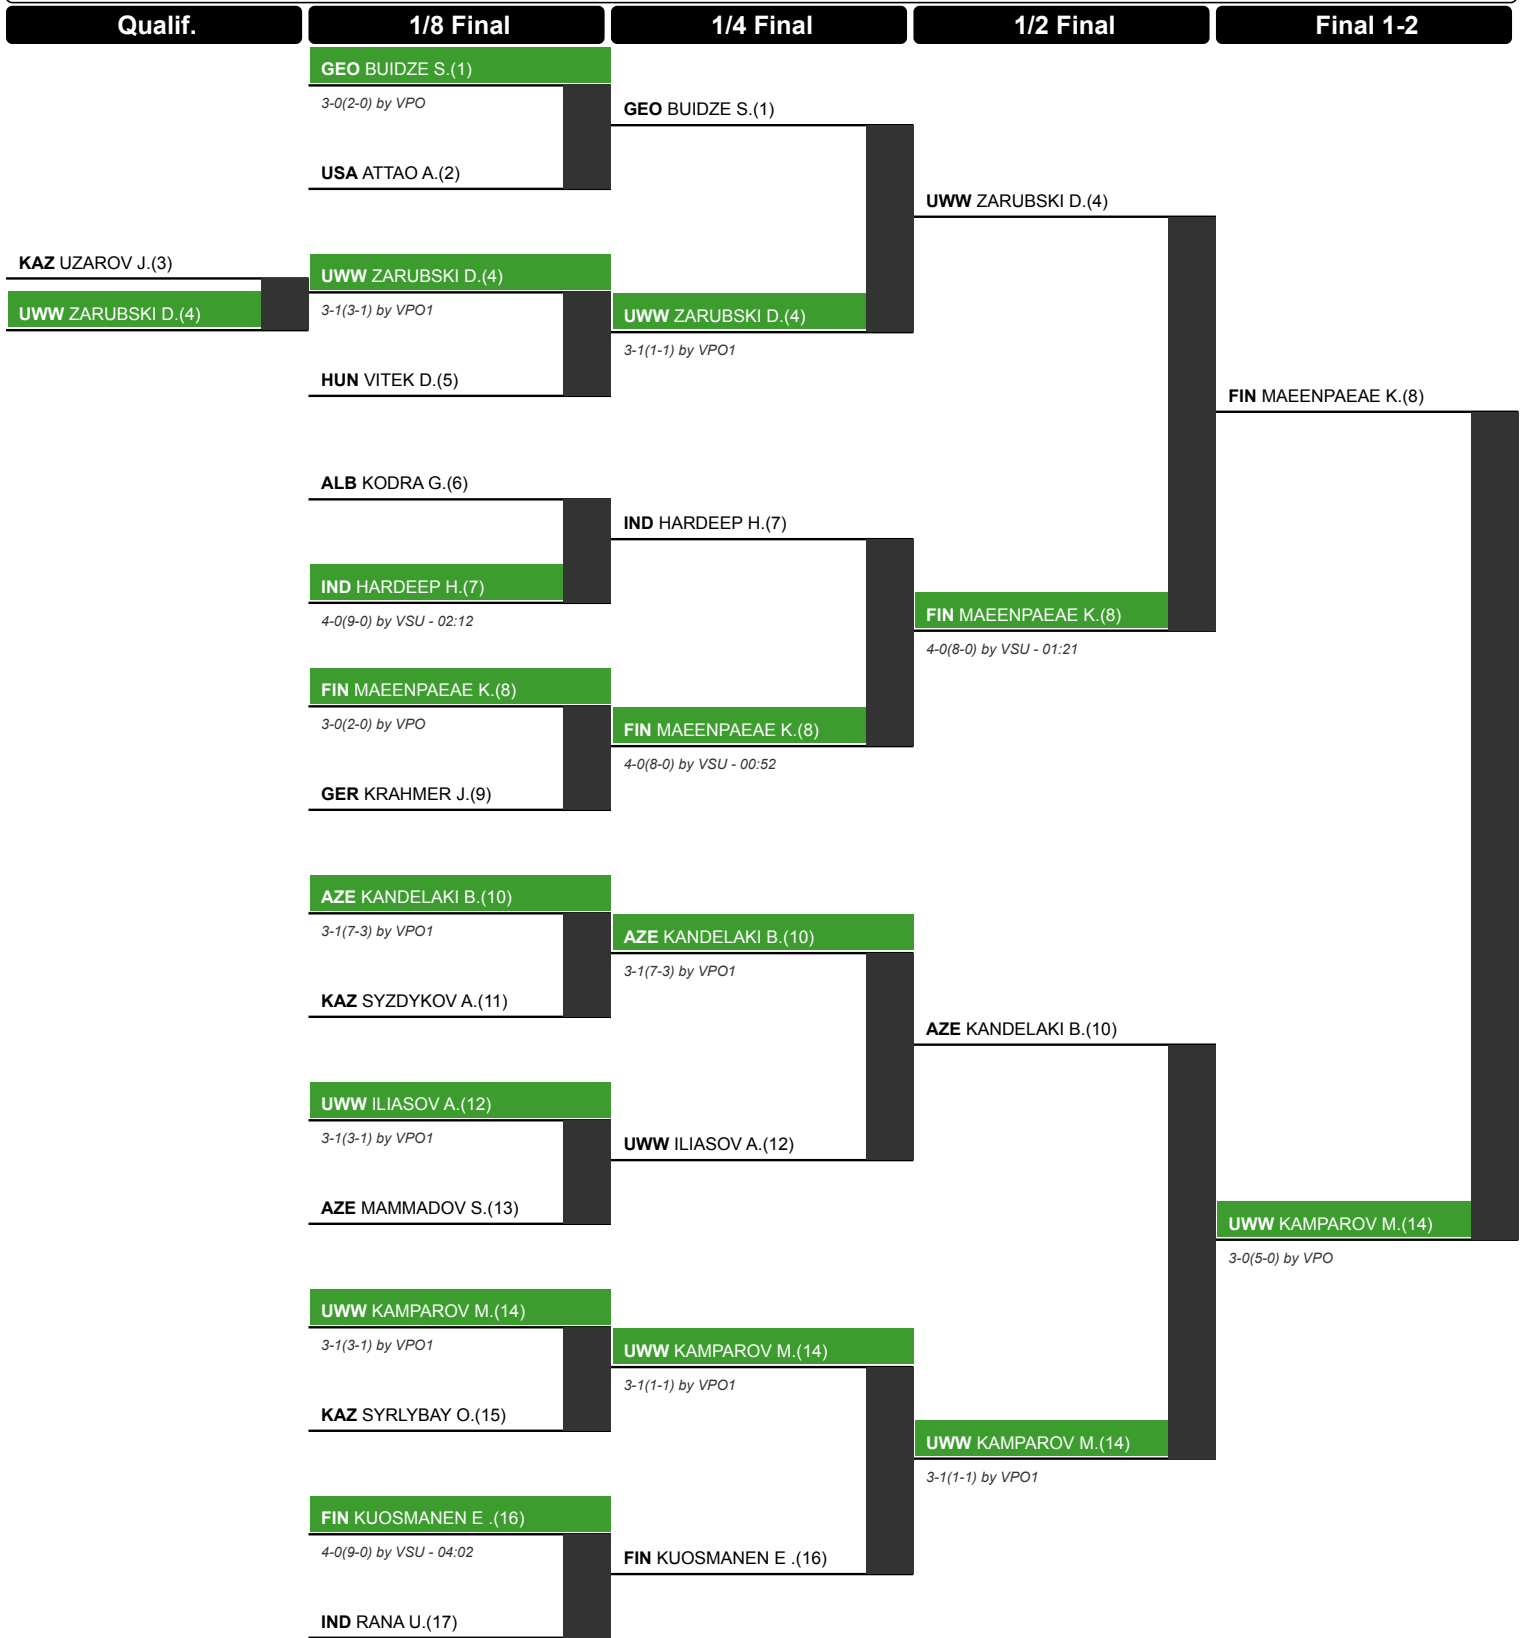 Qualif.
1/8 Final
1/4 Final
1/2 Final
Final 1-2
KAZ UZAROV J.(3)
UWW ZARUBSKI D.(4)
GEO BUIDZE S.(1)
3-0(2-0) by VPO
USA ATTAO A.(2)
UWW ZARUBSKI D.(4)
3-1(3-1) by VPO1
HUN VITEK D.(5)
ALB KODRA G.(6)
IND HARDEEP H.(7)
4-0(9-0) by VSU - 02:12
FIN MAEENPAEAE K.(8)
3-0(2-0) by VPO
GER KRAHMER J.(9)
AZE KANDELAKI B.(10)
3-1(7-3) by VPO1
KAZ SYZDYKOV A.(11)
UWW ILIASOV A.(12)
3-1(3-1) by VPO1
AZE MAMMADOV S.(13)
UWW KAMPAROV M.(14)
3-1(3-1) by VPO1
KAZ SYRLYBAY O.(15)
FIN KUOSMANEN E .(16)
4-0(9-0) by VSU - 04:02
IND RANA U.(17)
GEO BUIDZE S.(1)
UWW ZARUBSKI D.(4)
3-1(1-1) by VPO1
IND HARDEEP H.(7)
FIN MAEENPAEAE K.(8)
4-0(8-0) by VSU - 00:52
AZE KANDELAKI B.(10)
3-1(7-3) by VPO1
UWW ILIASOV A.(12)
UWW KAMPAROV M.(14)
3-1(1-1) by VPO1
FIN KUOSMANEN E .(16)
UWW ZARUBSKI D.(4)
FIN MAEENPAEAE K.(8)
4-0(8-0) by VSU - 01:21
AZE KANDELAKI B.(10)
UWW KAMPAROV M.(14)
3-1(1-1) by VPO1
FIN MAEENPAEAE K.(8)
UWW KAMPAROV M.(14)
3-0(5-0) by VPO